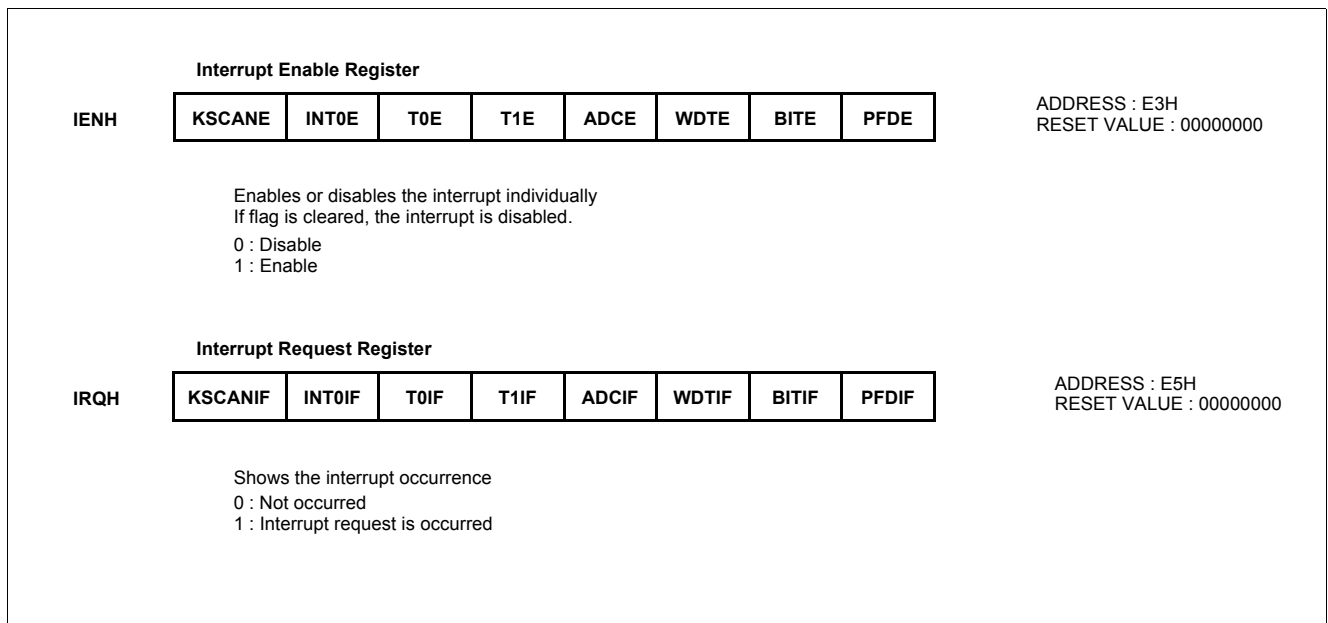 Interrupt Enable Register
IENH KSCANE INT0E T0E T1E ADCE WDTE BITE PFDE ADDRESS : E3H
RESET VALUE : 00000000
Enables or disables the interrupt individually
If flag is cleared, the interrupt is disabled.
0 : Disable
1 : Enable
Interrupt Request Register
IRQH KSCANIF INT0IF T0IF T1IF ADCIF WDTIF BITIF PFDIF ADDRESS : E5H
RESET VALUE : 00000000
Shows the interrupt occurrence
0 : Not occurred
1 : Interrupt request is occurred